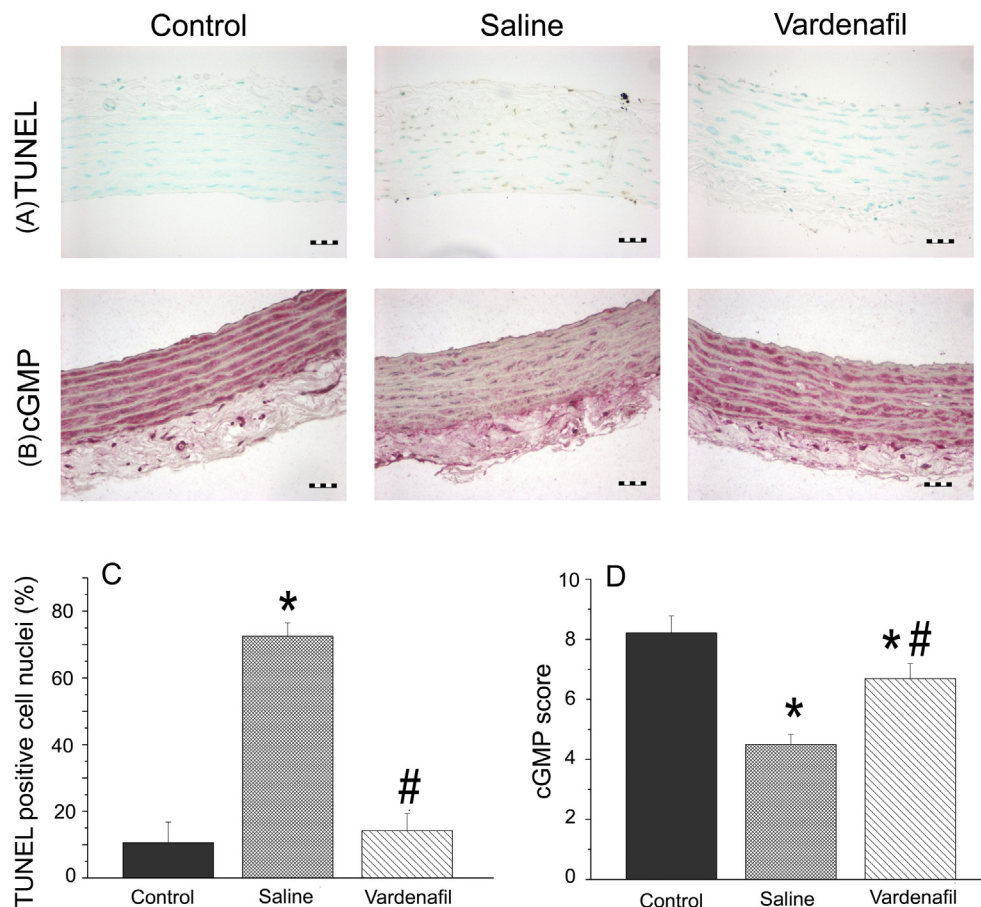 Control Saline Vardenafil
(A)TUNEL
(B)cGMP
C
TUNEL positive cell nuclei (%)
80
60
40
20
0
*
#
Control Saline Vardenafil
D
cGMP score
10
8
6
4
2
0
*
*#
Control Saline Vardenafil